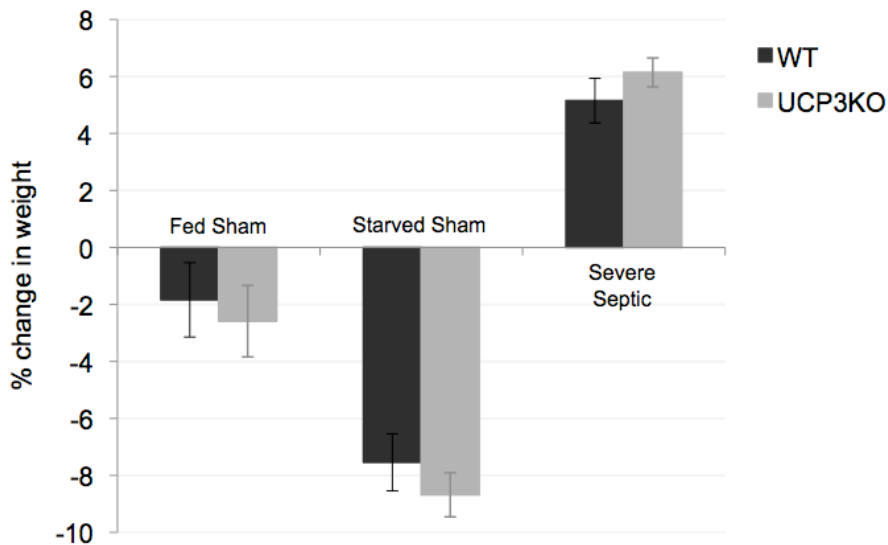 8
6
4
2
0
-2
-4
-6
-8
-10
% change in weight
Fed Sham
Starved Sham
Severe
Septic
WT
UCP3KO